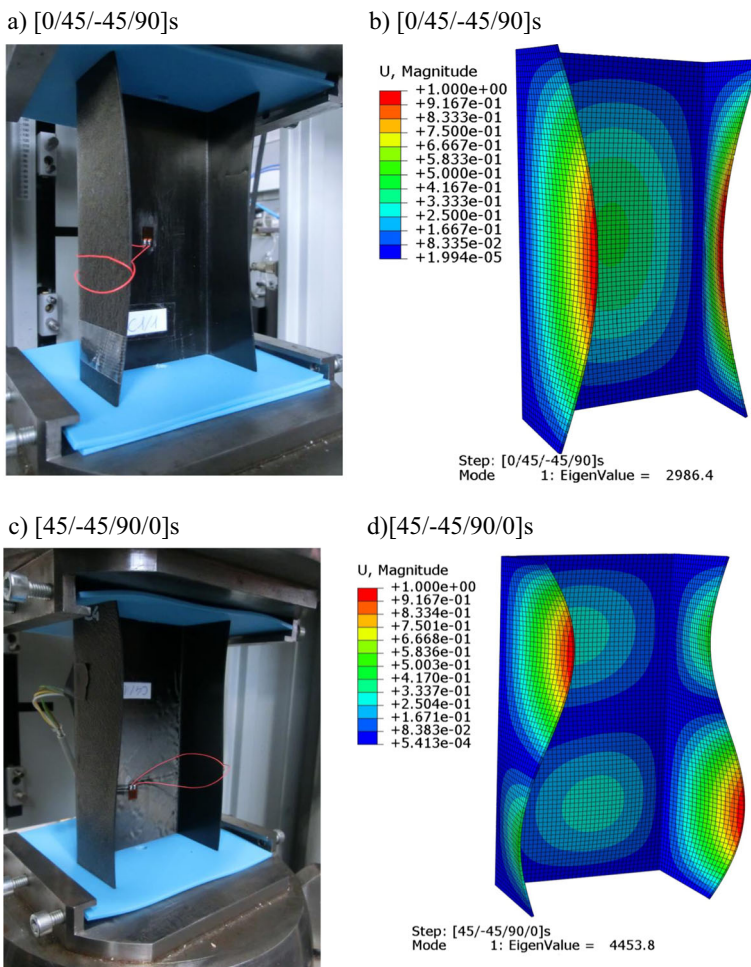 a) [0/45/-45/90]s
b) [0/45/-45/90]s
U, Magnitude
+1.000e+00
+9.167e-01
+8.333e-01
+7.500e-01
+6.667e-01
+5.833e-01
+5.000e-01
+4.167e-01
+3.333e-01
+2.500e-01
+1.667e-01
+8.335e-02
+1.994e-05
Step: [0/45/-45/90]s
Mode 1: EigenValue = 2986.4
c) [45/-45/90/0]s
d)[45/-45/90/0]s
U, Magnitude
+1.000e+00
+9.167e-01
+8.334e-01
+7.501e-01
+6.668e-01
+5.836e-01
+5.003e-01
+4.170e-01
+3.337e-01
+2.504e-01
+1.671e-01
+8.383e-02
+5.413e-04
Step: [45/-45/90/0]s
Mode 1: EigenValue = 4453.8